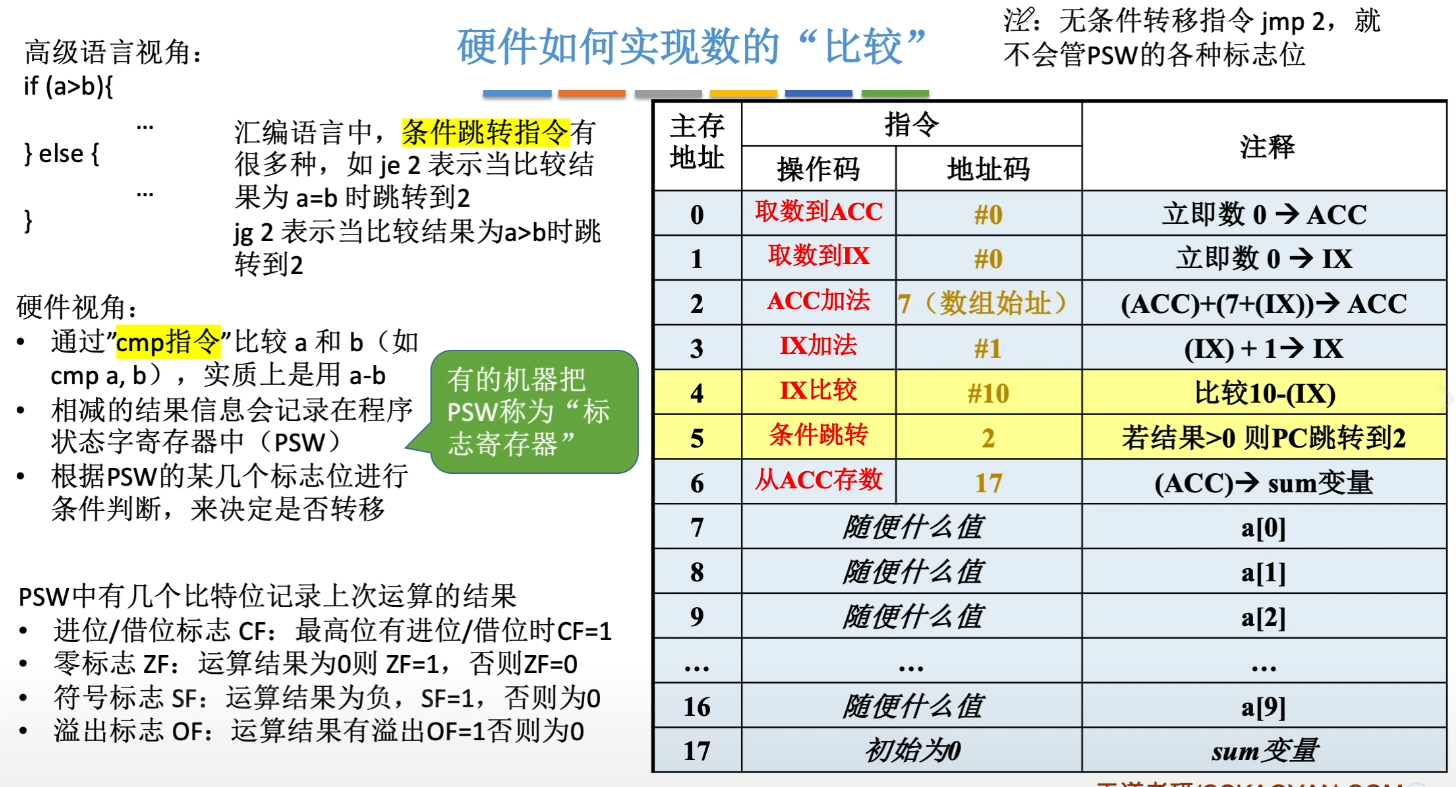 硬件如何实现数的“比较”
注：无条件转移指令 jmp 2，就
不会管PSW的各种标志位
高级语言视角：
if (a>b){
...
} else {
...
}
汇编语言中，条件跳转指令有
很多种，如 je 2 表示当比较结
果为 a=b 时跳转到2
jg 2 表示当比较结果为a>b时跳
转到2
硬件视角：
• 通过”cmp指令”比较 a 和 b（如
cmp a, b），实质上是用 a-b
• 相减的结果信息会记录在程序
状态字寄存器中（PSW）
• 根据PSW的某几个标志位进行
条件判断，来决定是否转移
有的机器把
PSW称为“标
志寄存器”
PSW中有几个比特位记录上次运算的结果
• 进位/借位标志 CF：最高位有进位/借位时CF=1
• 零标志 ZF：运算结果为0则 ZF=1，否则ZF=0
• 符号标志 SF：运算结果为负，SF=1，否则为0
• 溢出标志 OF：运算结果有溢出OF=1否则为0
主存
地址 指令 注释
操作码 地址码
0 取数到ACC #0 立即数 0 → ACC
1 取数到IX #0 立即数 0 → IX
2 ACC加法 7（数组始址） (ACC)+(7+(IX))→ ACC
3 IX加法 #1 (IX) + 1→ IX
4 IX比较 #10 比较10-(IX)
5 条件跳转 2 若结果>0 则PC跳转到2
6 从ACC存数 17 (ACC)→ sum变量
7 随便什么值 a[0]
8 随便什么值 a[1]
9 随便什么值 a[2]
... ... ...
16 随便什么值 a[9]
17 初始为0 sum变量